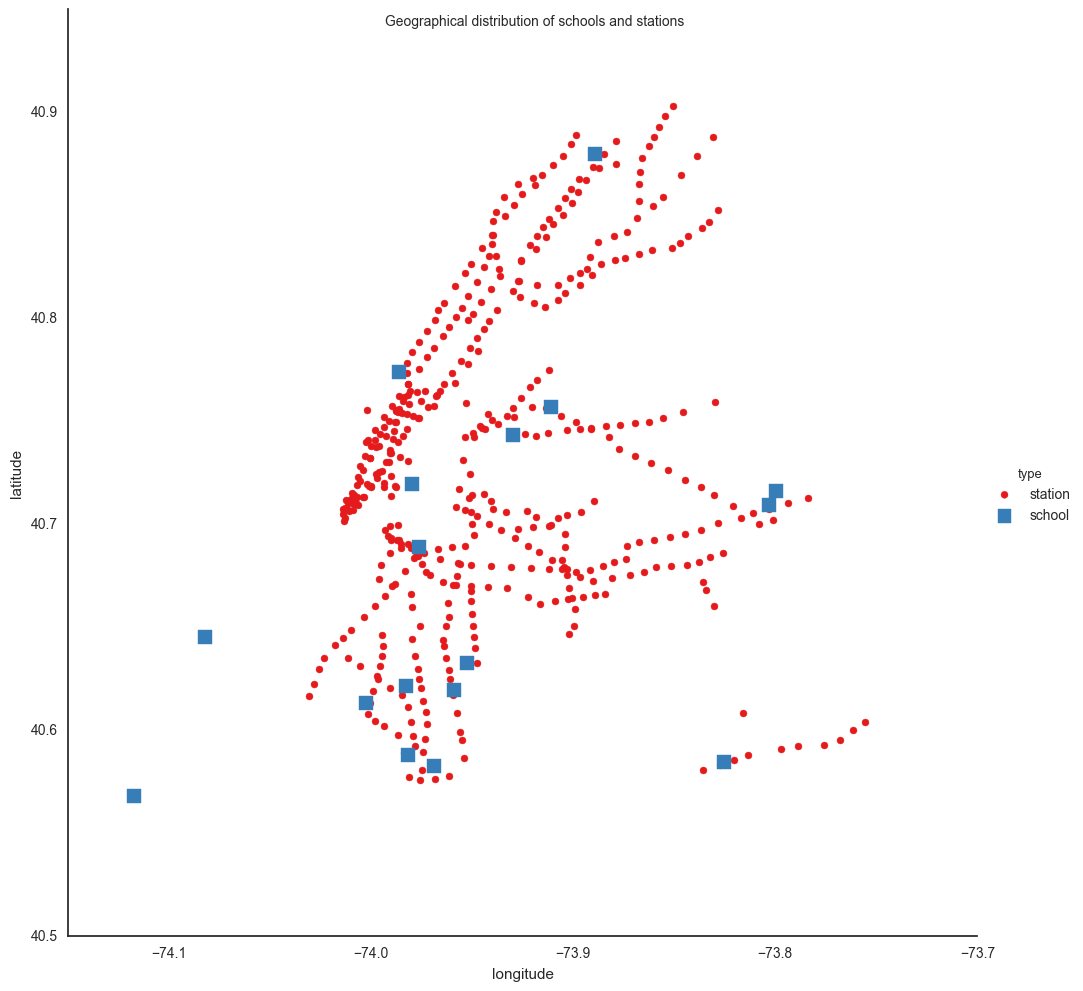 Geographical distribution of schools and stations
40.9
40.8
latitude
40.7
type
station
school
40.6
40.5
−74.1 −74.0 −73.9 −73.8 −73.7
longitude